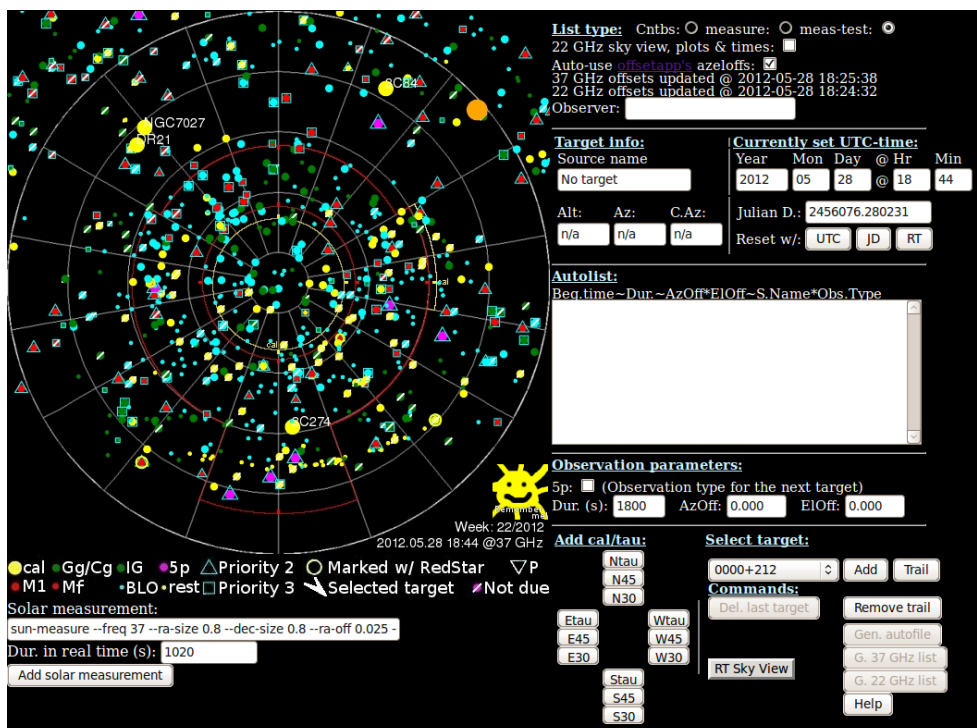 3C84
NGC7027
DR21
cal
cal
3C274
Remember me
Week: 22/2012
2012.05.28 18:44 @37 GHz
cal Gg/Cg IG 5p Priority 2 Marked w/ RedStar P
M1 Mf BLO rest Priority 3 Selected target Not due
Solar measurement:
sun-measure --freq 37 --ra-size 0.8 --dec-size 0.8 --ra-off 0.025 -
Dur. in real time (s): 1020
Add solar measurement
List type: Cntbs: measure: meas-test:
22 GHz sky view, plots & times:
Auto-use offsetapp's azeloffs:
37 GHz offsets updated @ 2012-05-28 18:25:38
22 GHz offsets updated @ 2012-05-28 18:24:32
Observer:
Target info:
Source name
No target
Alt: Az: C.Az:
n/a n/a n/a
Currently set UTC-time:
Year Mon Day @ Hr Min
2012 05 28 @ 18 44
Julian D.: 2456076.280231
Reset w/: UTC JD RT
Autolist:
Beg.time~Dur.~AzOff*ElOff~S.Name*Obs.Type
Observation parameters:
5p: (Observation type for the next target)
Dur. (s): 1800 AzOff: 0.000 ElOff: 0.000
Add cal/tau:
Ntau
N45
N30
Etau Wtau
E45 W45
E30 W30
Stau
S45
S30
Select target:
0000+212 Add Trail
Commands:
Del. last target Remove trail
Gen. autofile
G. 37 GHz list
RT Sky View
G. 22 GHz list
Help